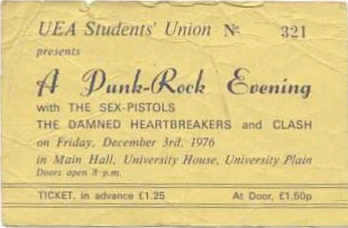 UEA Students' Union No 321
presents
A Punk-Rock Evening
with THE SEX-PISTOLS
THE DAMNED HEARTBREAKERS and CLASH
on Friday, December 3rd, 1976
in Main Hall, University House, University Plain
Doors open 8 p.m.
TICKET, in advance £1.25 At Door, £1.50p